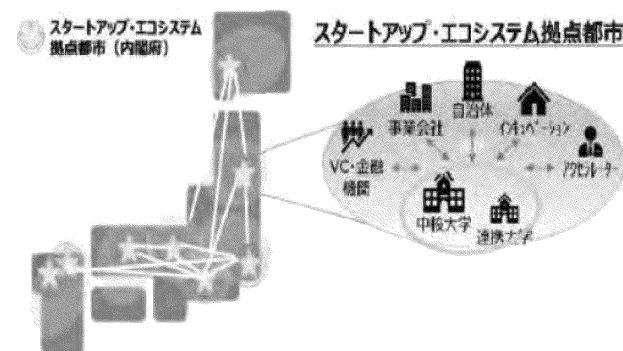 スタートアップ・エコシステム
拠点都市（内閣府）
スタートアップ・エコシステム拠点都市
自治体
事業会社
インキュベーション
VC・金融
機関
アクセラレーター
中核大学
連携大学